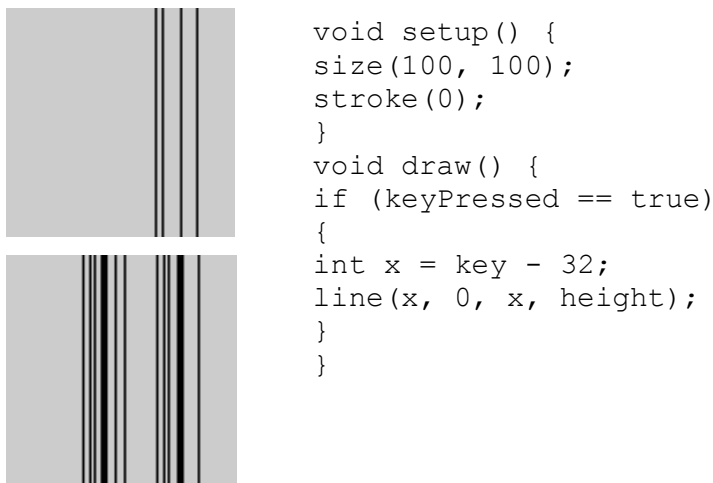 void setup() {
size(100, 100);
stroke(0);
}
void draw() {
if (keyPressed == true)
{
int x = key - 32;
line(x, 0, x, height);
}
}